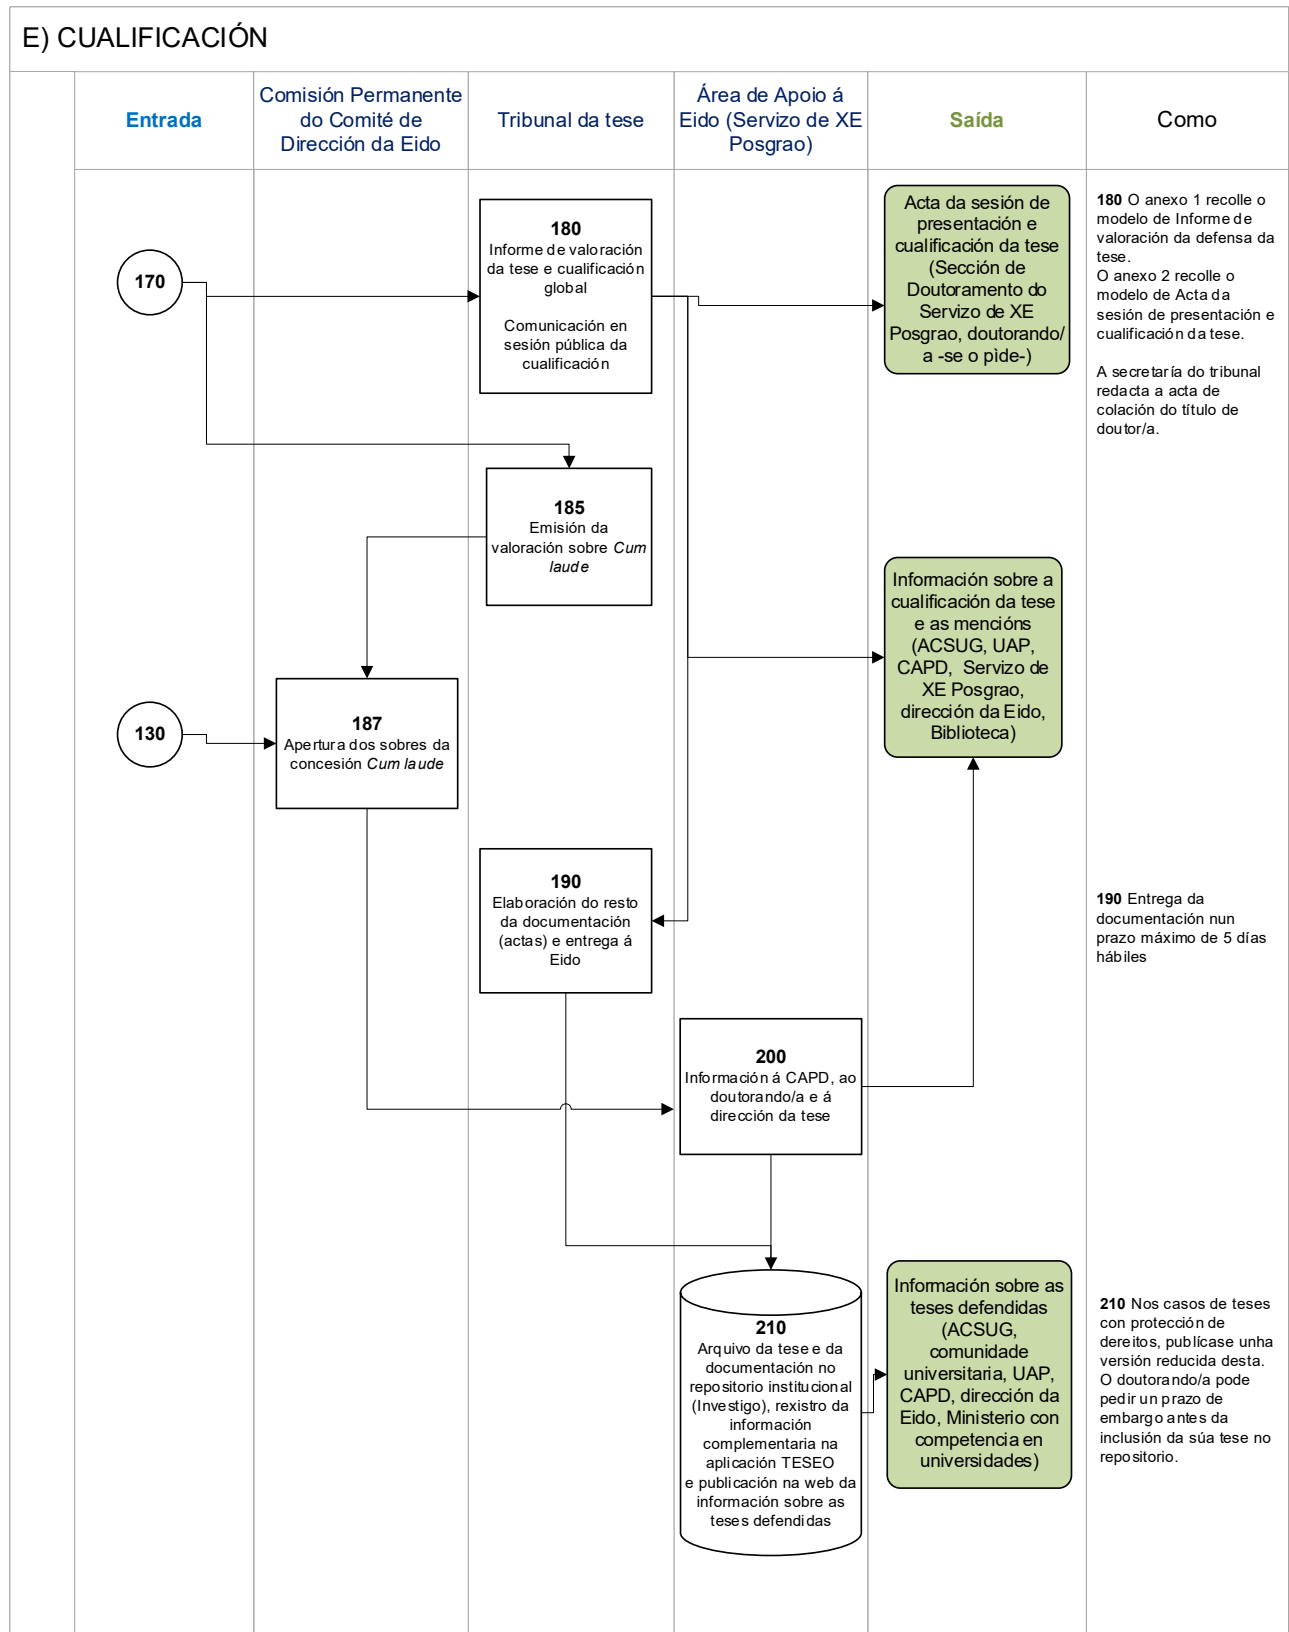 E) CUALIFICACIÓN
Entrada
Comisión Permanente
do Comité de
Dirección da Eido
Tribunal da tese
Área de Apoio á
Eido (Servizo de XE
Posgrao)
Saída
Como
170
180
Informe de valoración
da tese e cualificación
global
Comunicación en
sesión pública da
cualificación
Acta da sesión de
presentación e
cualificación da tese
(Sección de
Doutoramento do
Servizo de XE
Posgrao, doutorando/
a -se o pìde-)
180 O anexo 1 recolle o
modelo de Informe de
valoración da defensa da
tese.
O anexo 2 recolle o
modelo de Acta da
sesión de presentación e
cualificación da tese.
A secretaría do tribunal
redacta a acta de
colación do título de
doutor/a.
185
Emisión da
valoración sobre Cum
laude
Información sobre a
cualificación da tese
e as mencións
(ACSUG, UAP,
CAPD, Servizo de
XE Posgrao,
dirección da Eido,
Biblioteca)
130
187
Apertura dos sobres da
concesión Cum laude
190
Elaboración do resto
da documentación
(actas) e entrega á
Eido
190 Entrega da
documentación nun
prazo máximo de 5 días
hábiles
200
Información á CAPD, ao
doutorando/a e á
dirección da tese
210
Arquivo da tese e da
documentación no
repositorio institucional
(Investigo), rexistro da
información
complementaria na
aplicación TESEO
e publicación na web da
información sobre as
teses defendidas
Información sobre as
teses defendidas
(ACSUG,
comunidade
universitaria, UAP,
CAPD, dirección da
Eido, Ministerio con
competencia en
universidades)
210 Nos casos de teses
con protección de
dereitos, publícase unha
versión reducida desta.
O doutorando/a pode
pedir un prazo de
embargo antes da
inclusión da súa tese no
repositorio.